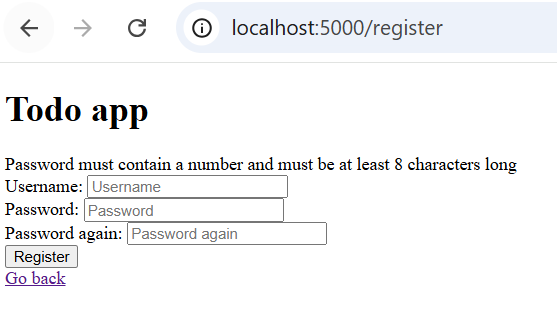 localhost:5000/register
Todo app
Password must contain a number and must be at least 8 characters long
Username: Username
Password: Password
Password again: Password again
Register
Go back